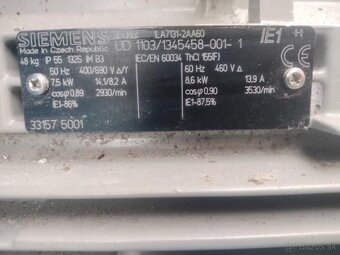 SIEMENS 3~Mot. 1LA7131-2AA60 IE1
Made in Czech Republic UD 1103/1345458-001-1
48 kg IP 55 132S IM B3 IEC/EN 60034 ThCl 155(F)
50 Hz 400/690 V Δ/Y 60 Hz 460 V Δ
7,5 kW 14,1/8,2 A 8,6 kW 13,9 A
cosφ 0,89 2930/min cosφ 0,90 3530/min
IE1-86% IE1-87,5%
33157 5001